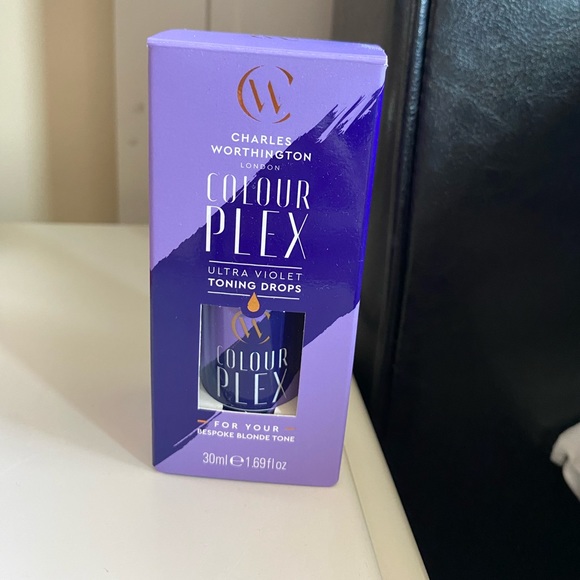 CW
CHARLES
WORTHINGTON
LONDON
COLOUR
PLEX
ULTRA VIOLET
TONING DROPS
CW
COLOUR
PLEX
FOR YOUR
BESPOKE BLONDE TONE
30ml℮1.69fl oz